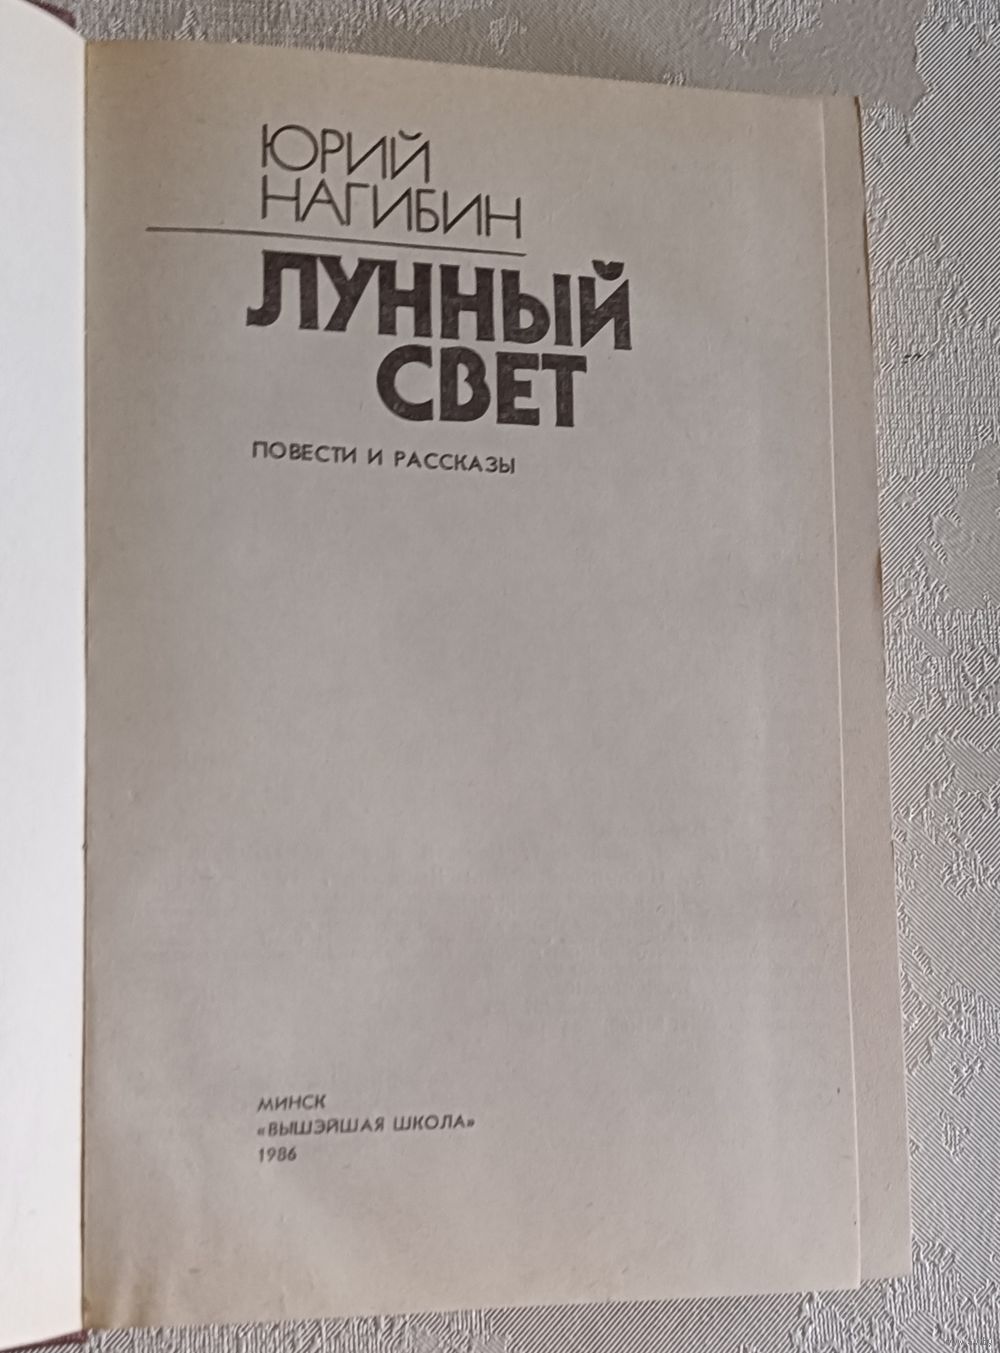 ЮРИЙ
НАГИБИН
ЛУННЫЙ
СВЕТ
ПОВЕСТИ И РАССКАЗЫ
МИНСК
«ВЫШЭЙШАЯ ШКОЛА»
1986